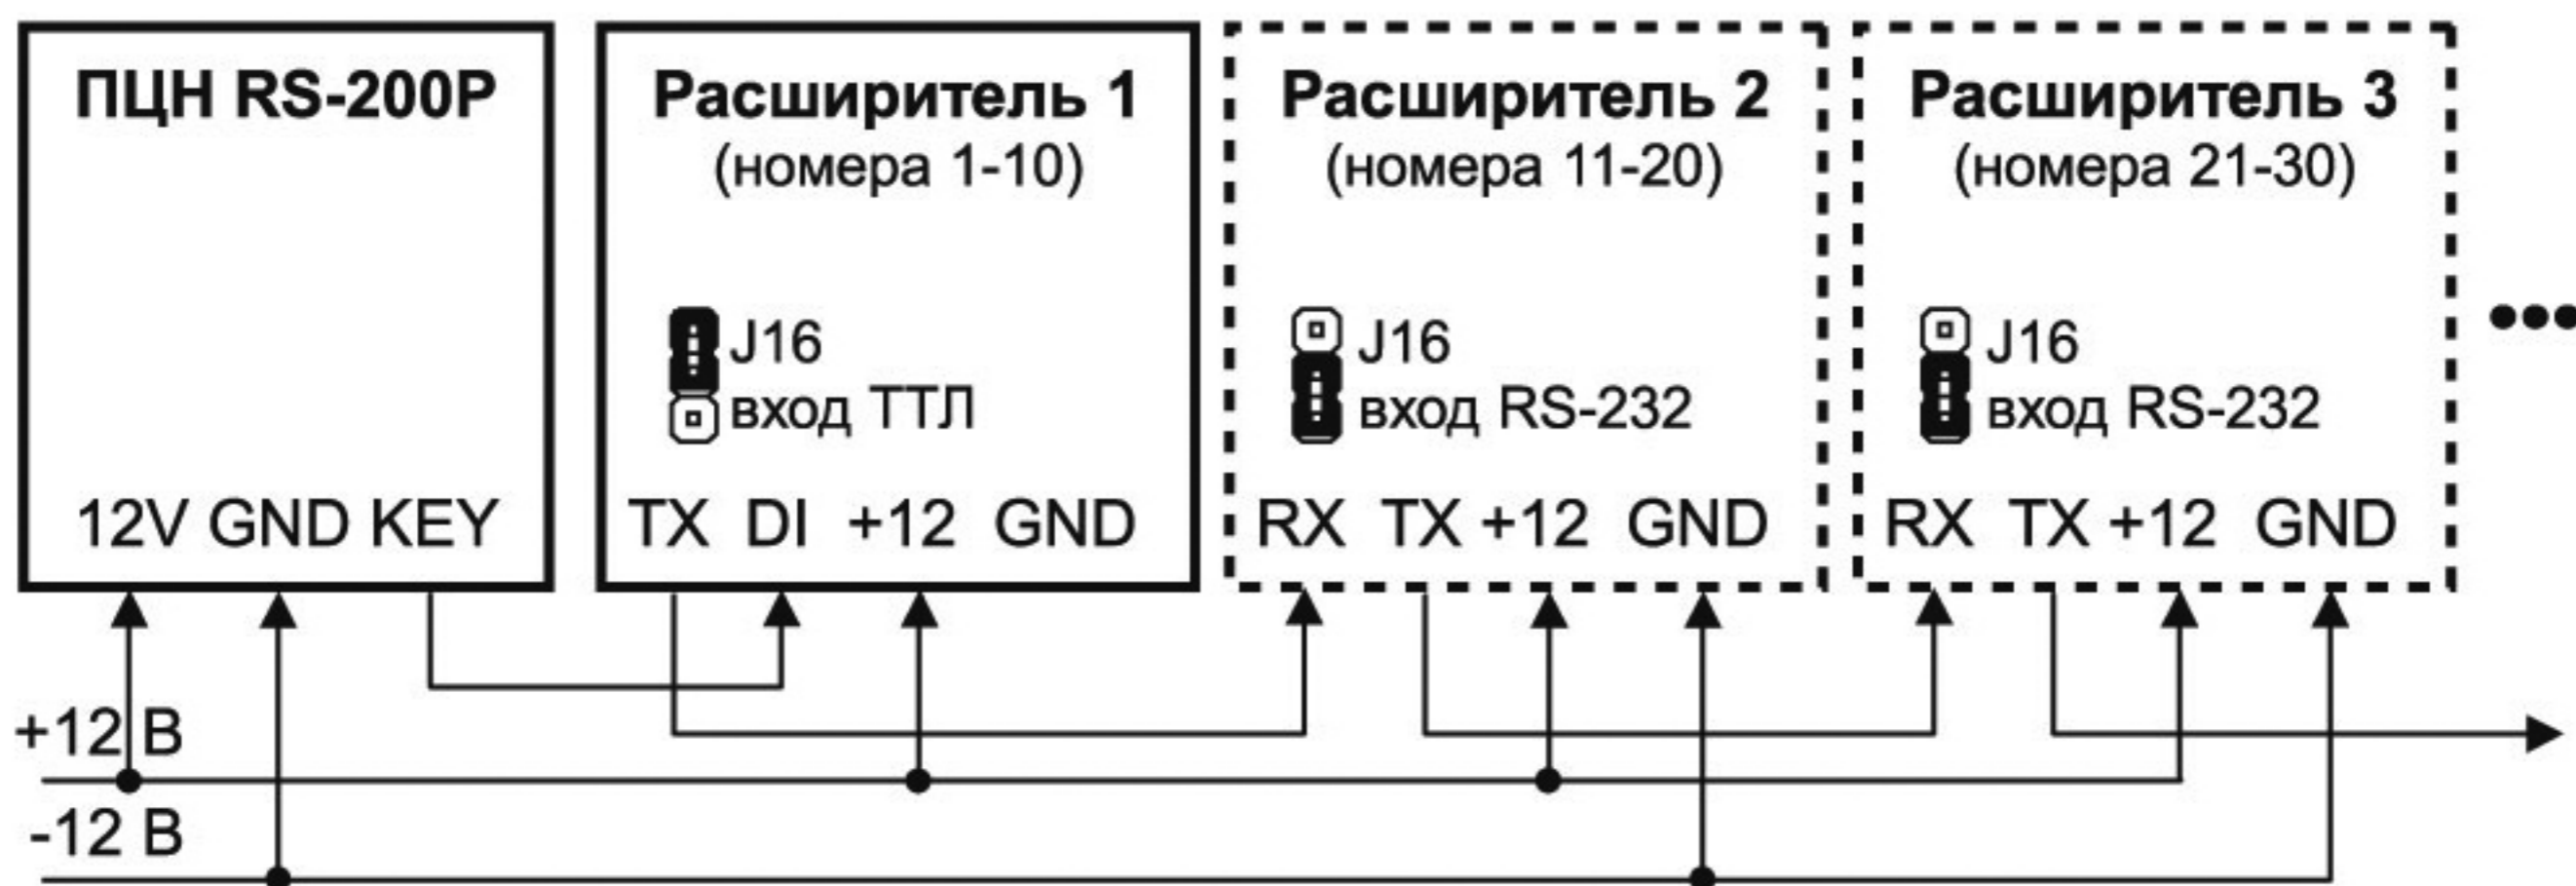 ПЦН RS-200P
Расширитель 1
(номера 1-10)
J16
вход ТТЛ
Расширитель 2
(номера 11-20)
J16
вход RS-232
Расширитель 3
(номера 21-30)
J16
вход RS-232
12V GND KEY
TX DI +12 GND
RX TX +12 GND
RX TX +12 GND
+12 В
-12 В